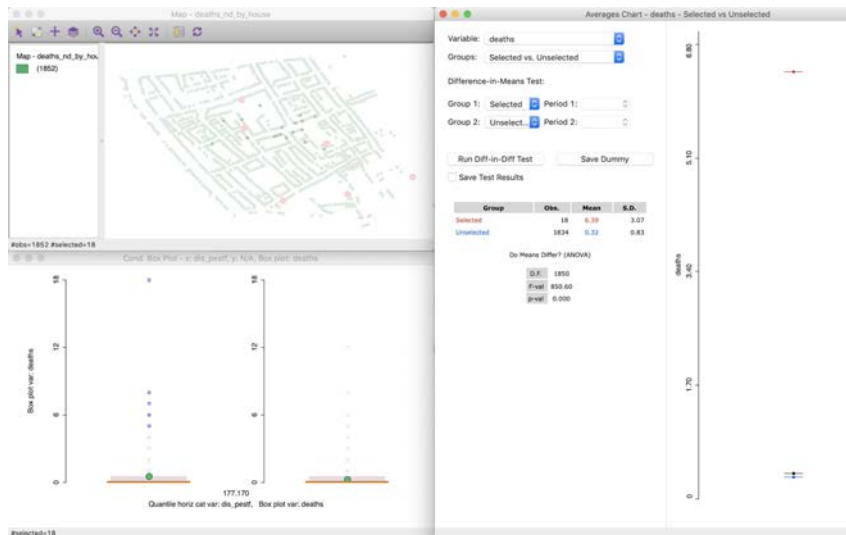 Map - deaths_nd_by_house
Map - deaths_nd_by_hou
(1852)
#obs=1852 #selected=18
Cond. Box Plot - x: dis_pestf, y: N/A, Box plot: deaths
Box plot var: deaths
18
12
6
0
18
12
6
0
177.170
Quantile horiz cat var: dis_pestf, Box plot var: deaths
#selected=18
Averages Chart - deaths - Selected vs Unselected
Variable: deaths
Groups: Selected vs. Unselected
Difference-in-Means Test:
Group 1: Selected Period 1:
Group 2: Unselect... Period 2:
Run Diff-in-Diff Test Save Dummy
Save Test Results
Group Obs. Mean S.D.
Selected 18 6.39 3.07
Unselected 1834 0.32 0.83
Do Means Differ? (ANOVA)
D.F. 1850
F-val 850.60
p-val 0.000
deaths
6.80
5.10
3.40
1.70
0